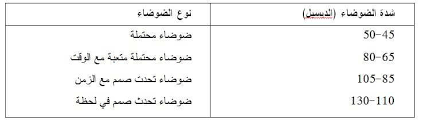 شدة الضوضاء (الديسبل) نوع الضوضاء
50-45 ضوضاء محتملة
80-65 ضوضاء محتملة متعبة مع الوقت
105-85 ضوضاء تحدث صمم مع الزمن
130-110 ضوضاء تحدث صمم في لحظة